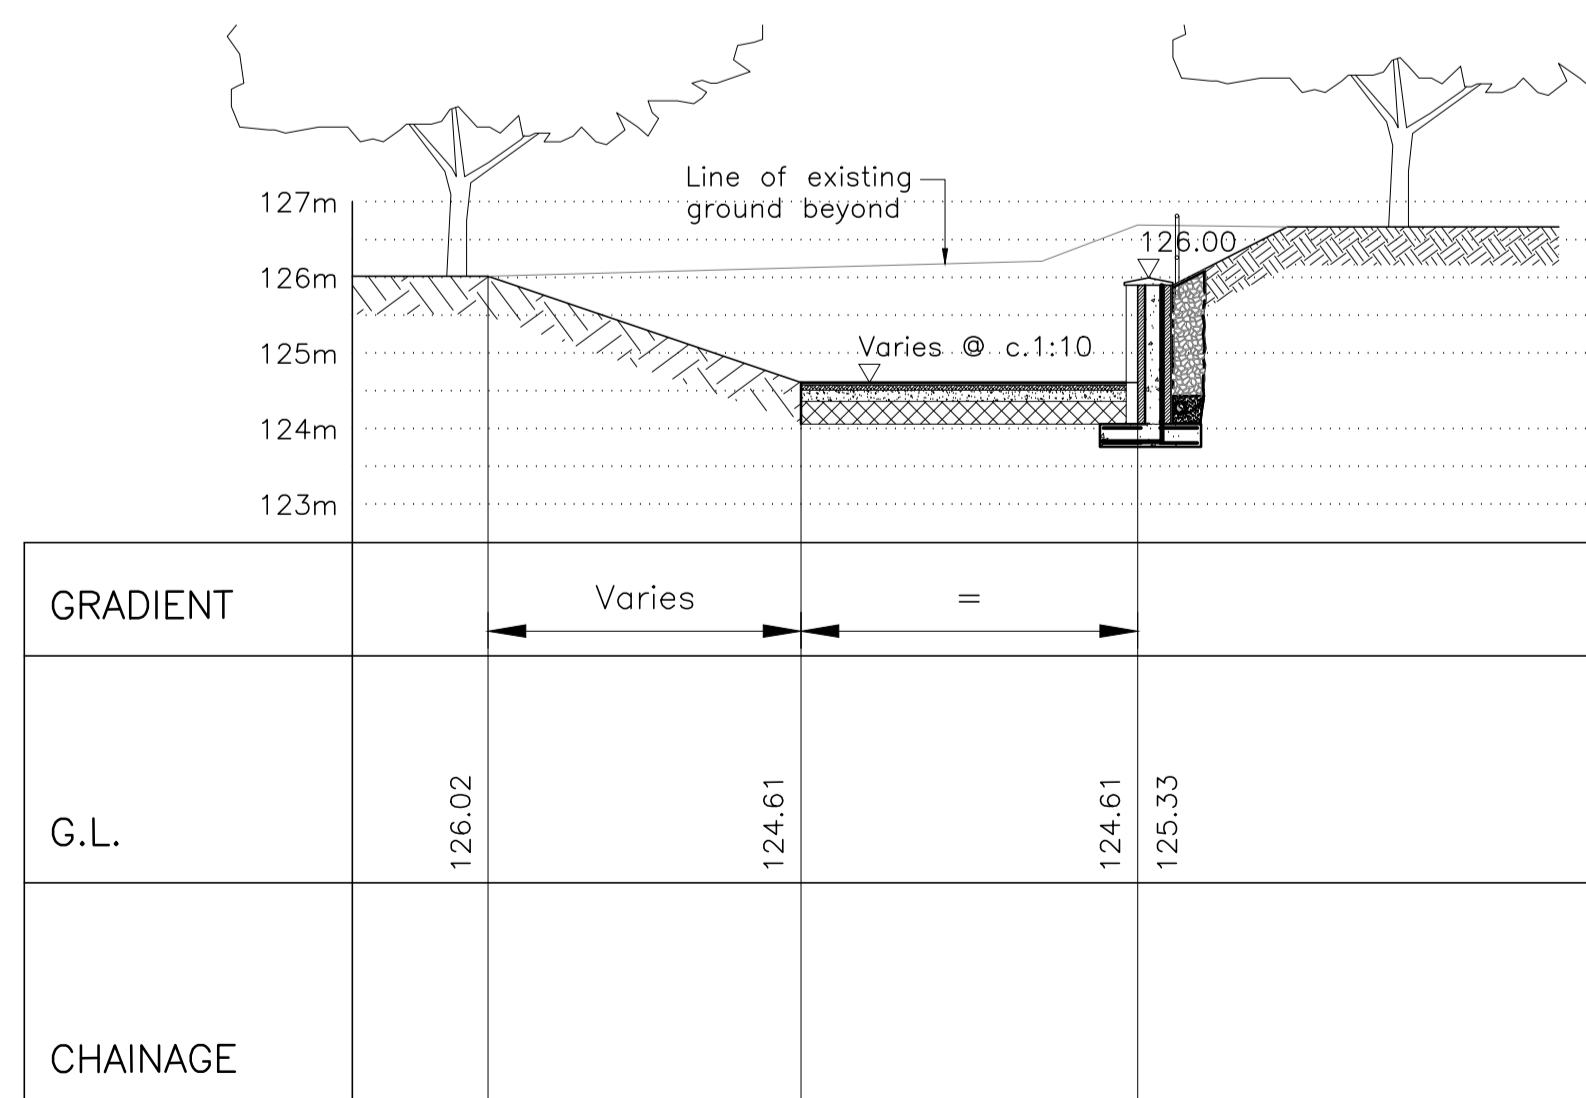 Line of existing
ground beyond
127m
126.00
126m
Varies @ c.1:10
125m
124m
123m
GRADIENT
Varies
=
G.L.
126.02
124.61
124.61
125.33
CHAINAGE